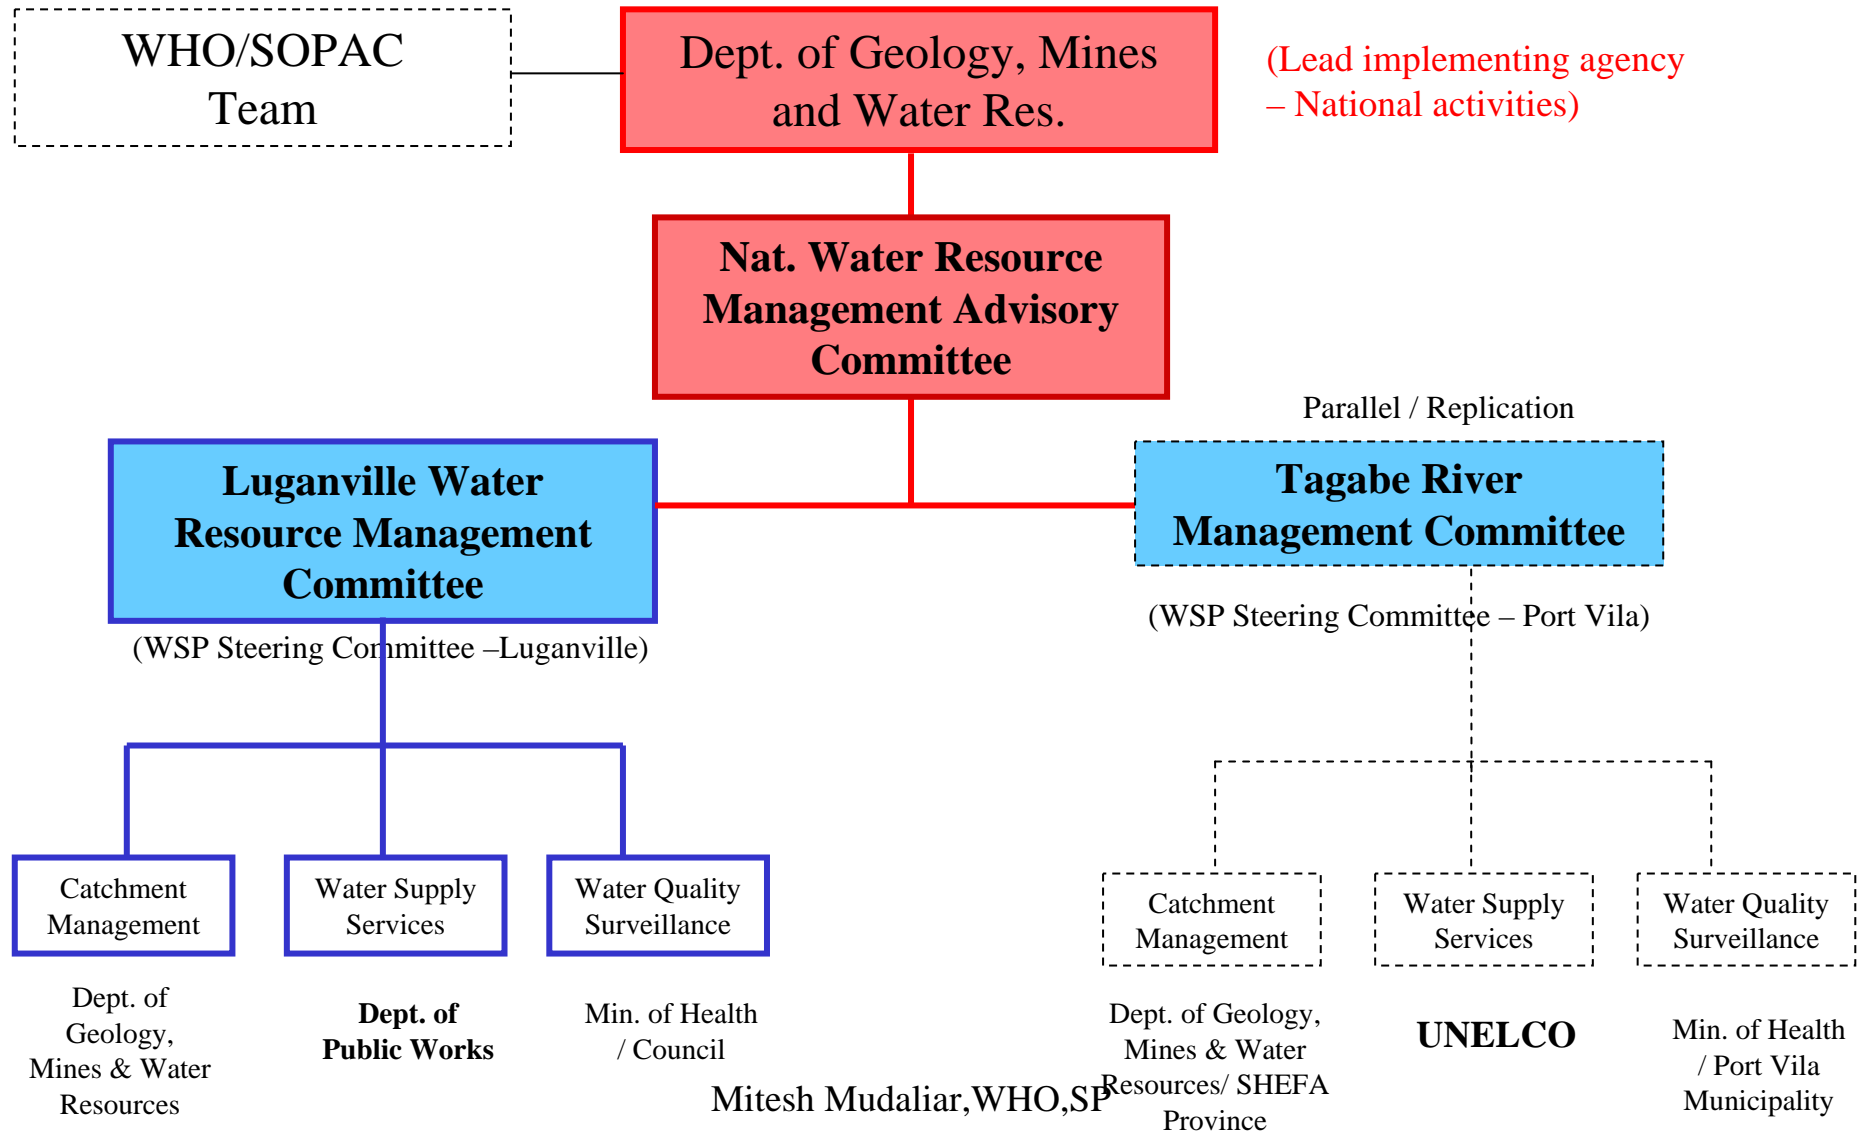 WHO/SOPAC
Team
Dept. of Geology, Mines
and Water Res.
(Lead implementing agency
– National activities)
Nat. Water Resource
Management Advisory
Committee
Parallel / Replication
Luganville Water
Resource Management
Committee
(WSP Steering Committee –Luganville)
Tagabe River
Management Committee
(WSP Steering Committee – Port Vila)
Catchment
Management
Water Supply
Services
Water Quality
Surveillance
Dept. of
Geology,
Mines & Water
Resources
Dept. of
Public Works
Min. of Health
/ Council
Catchment
Management
Water Supply
Services
Water Quality
Surveillance
Dept. of Geology,
Mines & Water
Resources/ SHEFA
Province
UNELCO
Min. of Health
/ Port Vila
Municipality
Mitesh Mudaliar,WHO,SP